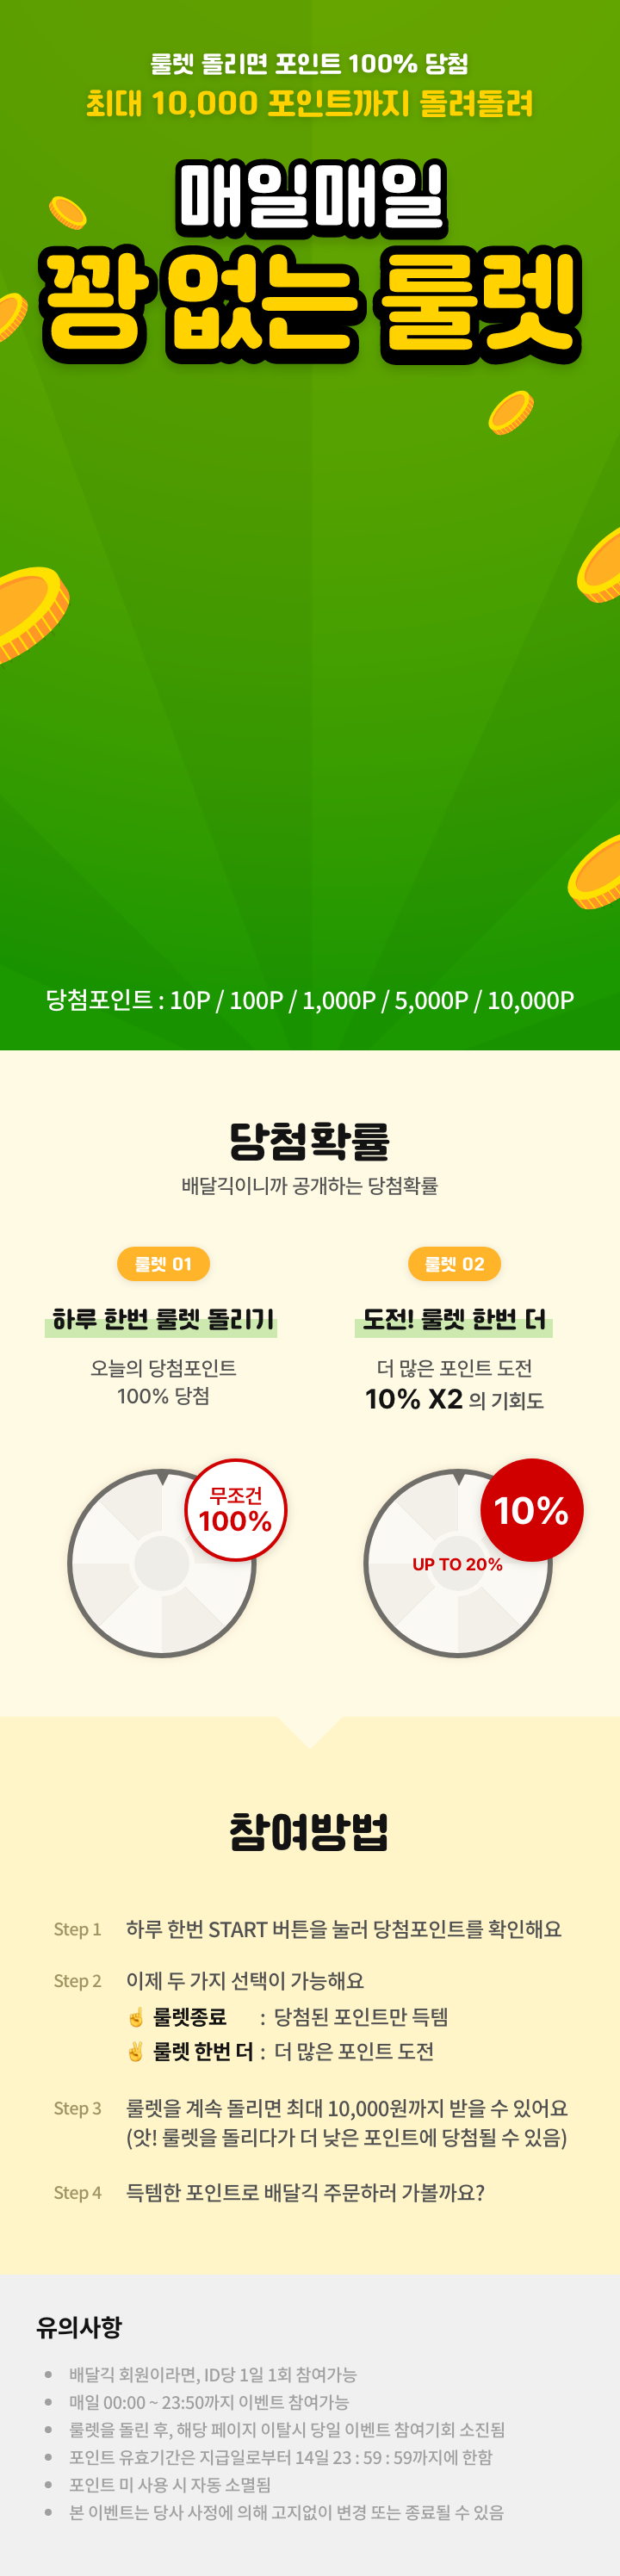 룰렛 돌리면 포인트 100% 당첨
최대 10,000 포인트까지 돌려돌려
매일매일
꽝 없는 룰렛
당첨포인트 : 10P / 100P / 1,000P / 5,000P / 10,000P
당첨확률
배달긱이니까 공개하는 당첨확률
룰렛 01
하루 한번 룰렛 돌리기
오늘의 당첨포인트
100% 당첨
무조건
100%
룰렛 02
도전! 룰렛 한번 더
더 많은 포인트 도전
10% X2 의 기회도
10%
UP TO 20%
참여방법
Step 1 하루 한번 START 버튼을 눌러 당첨포인트를 확인해요
Step 2 이제 두 가지 선택이 가능해요
☝️ 룰렛종료 : 당첨된 포인트만 득템
✌️ 룰렛 한번 더 : 더 많은 포인트 도전
Step 3 룰렛을 계속 돌리면 최대 10,000원까지 받을 수 있어요
(앗! 룰렛을 돌리다가 더 낮은 포인트에 당첨될 수 있음)
Step 4 득템한 포인트로 배달긱 주문하러 가볼까요?
유의사항
• 배달긱 회원이라면, ID당 1일 1회 참여가능
• 매일 00:00 ~ 23:50까지 이벤트 참여가능
• 룰렛을 돌린 후, 해당 페이지 이탈시 당일 이벤트 참여기회 소진됨
• 포인트 유효기간은 지급일로부터 14일 23 : 59 : 59까지에 한함
• 포인트 미 사용 시 자동 소멸됨
• 본 이벤트는 당사 사정에 의해 고지없이 변경 또는 종료될 수 있음